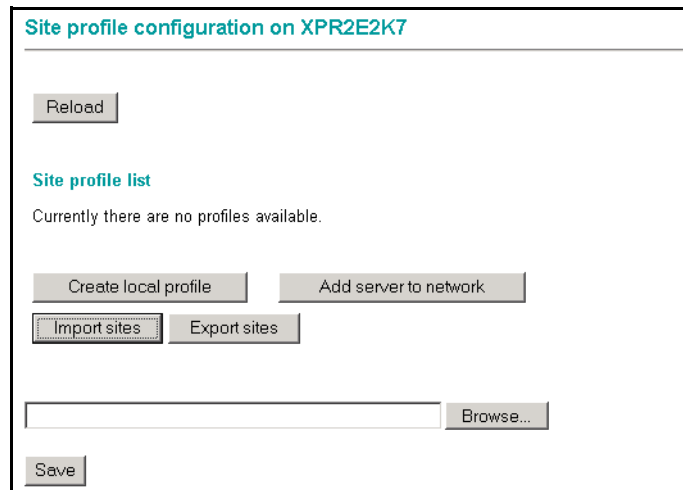 Site profile configuration on XPR2E2K7
Reload
Site profile list
Currently there are no profiles available.
Create local profile Add server to network
Import sites Export sites
Browse...
Save